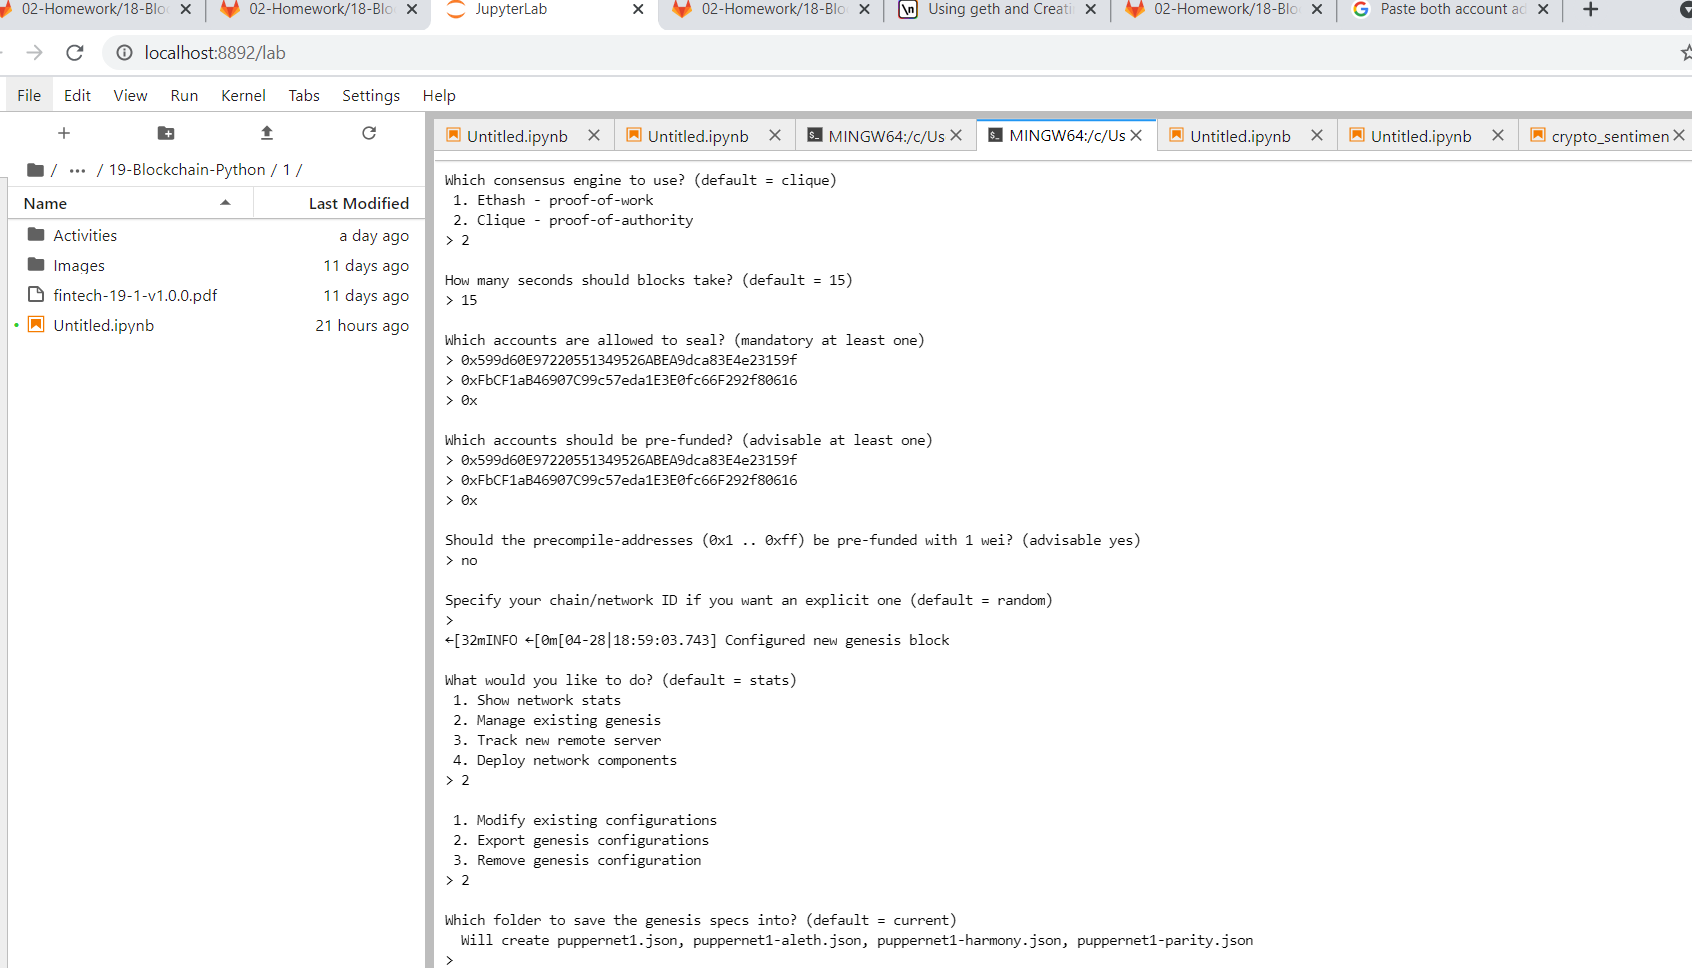 02-Homework/18-Blo
02-Homework/18-Blo
JupyterLab
02-Homework/18-Blo
Using geth and Creati
02-Homework/18-Blo
Paste both account ad
localhost:8892/lab
File Edit View Run Kernel Tabs Settings Help
Untitled.ipynb
Untitled.ipynb
MINGW64:/c/Us
MINGW64:/c/Us
Untitled.ipynb
Untitled.ipynb
crypto_sentimen
/ ... / 19-Blockchain-Python / 1 /
Name Last Modified
Activities a day ago
Images 11 days ago
fintech-19-1-v1.0.0.pdf 11 days ago
Untitled.ipynb 21 hours ago
Which consensus engine to use? (default = clique)
1. Ethash - proof-of-work
2. Clique - proof-of-authority
> 2
How many seconds should blocks take? (default = 15)
> 15
Which accounts are allowed to seal? (mandatory at least one)
> 0x599d60E97220551349526ABEA9dca83E4e23159f
> 0xFbCF1aB46907C99c57eda1E3E0fc66F292f80616
> 0x
Which accounts should be pre-funded? (advisable at least one)
> 0x599d60E97220551349526ABEA9dca83E4e23159f
> 0xFbCF1aB46907C99c57eda1E3E0fc66F292f80616
> 0x
Should the precompile-addresses (0x1 .. 0xff) be pre-funded with 1 wei? (advisable yes)
> no
Specify your chain/network ID if you want an explicit one (default = random)
>
←[32mINFO ←[0m[04-28|18:59:03.743] Configured new genesis block
What would you like to do? (default = stats)
1. Show network stats
2. Manage existing genesis
3. Track new remote server
4. Deploy network components
> 2
1. Modify existing configurations
2. Export genesis configurations
3. Remove genesis configuration
> 2
Which folder to save the genesis specs into? (default = current)
Will create puppernet1.json, puppernet1-aleth.json, puppernet1-harmony.json, puppernet1-parity.json
>